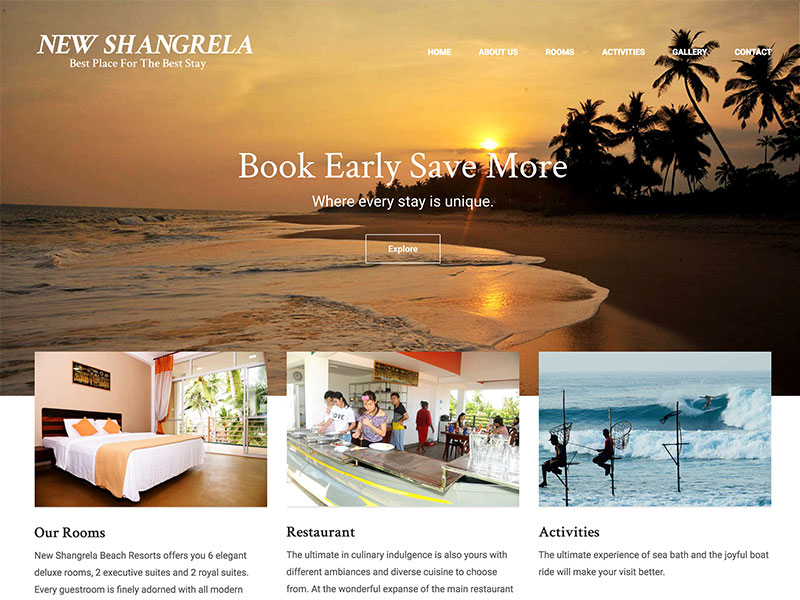 NEW SHANGRELA
Best Place For The Best Stay
HOME ABOUT US ROOMS ACTIVITIES GALLERY CONTACT
Book Early Save More
Where every stay is unique.
Explore
Our Rooms
New Shangrela Beach Resorts offers you 6 elegant
deluxe rooms, 2 executive suites and 2 royal suites.
Every guestroom is finely adorned with all modern
Restaurant
The ultimate in culinary indulgence is also yours with
different ambiances and diverse cuisine to choose
from. At the wonderful expanse of the main restaurant
Activities
The ultimate experience of sea bath and the joyful boat
ride will make your visit better.